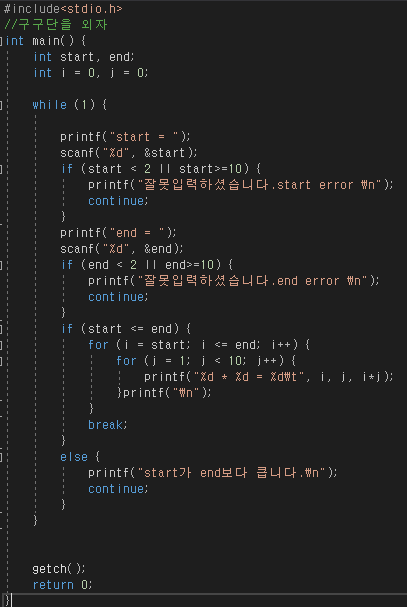 #include<stdio.h>
//구구단을 외자
int main() {
    int start, end;
    int i = 0, j = 0;
    while (1) {
        printf("start = ");
        scanf("%d", &start);
        if (start < 2 || start>=10) {
            printf("잘못입력하셨습니다.start error ₩n");
            continue;
        }
        printf("end = ");
        scanf("%d", &end);
        if (end < 2 || end>=10) {
            printf("잘못입력하셨습니다.end error ₩n");
            continue;
        }
        if (start <= end) {
            for (i = start; i <= end; i++) {
                for (j = 1; j < 10; j++) {
                    printf("%d * %d = %d₩t", i, j, i*j);
                }printf("₩n");
            }
            break;
        }
        else {
            printf("start가 end보다 큽니다.₩n");
            continue;
        }
    }
    getch();
    return 0;
}